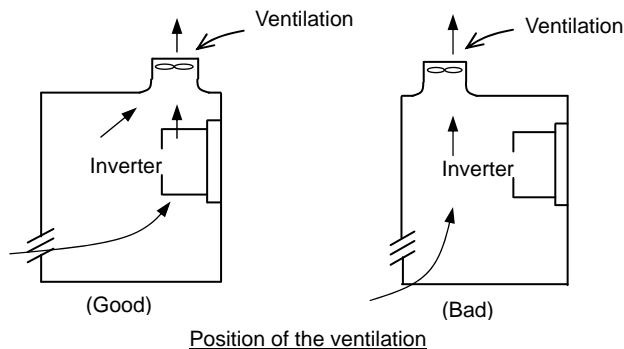 Ventilation
Inverter
(Good)
Ventilation
Inverter
(Bad)
Position of the ventilation